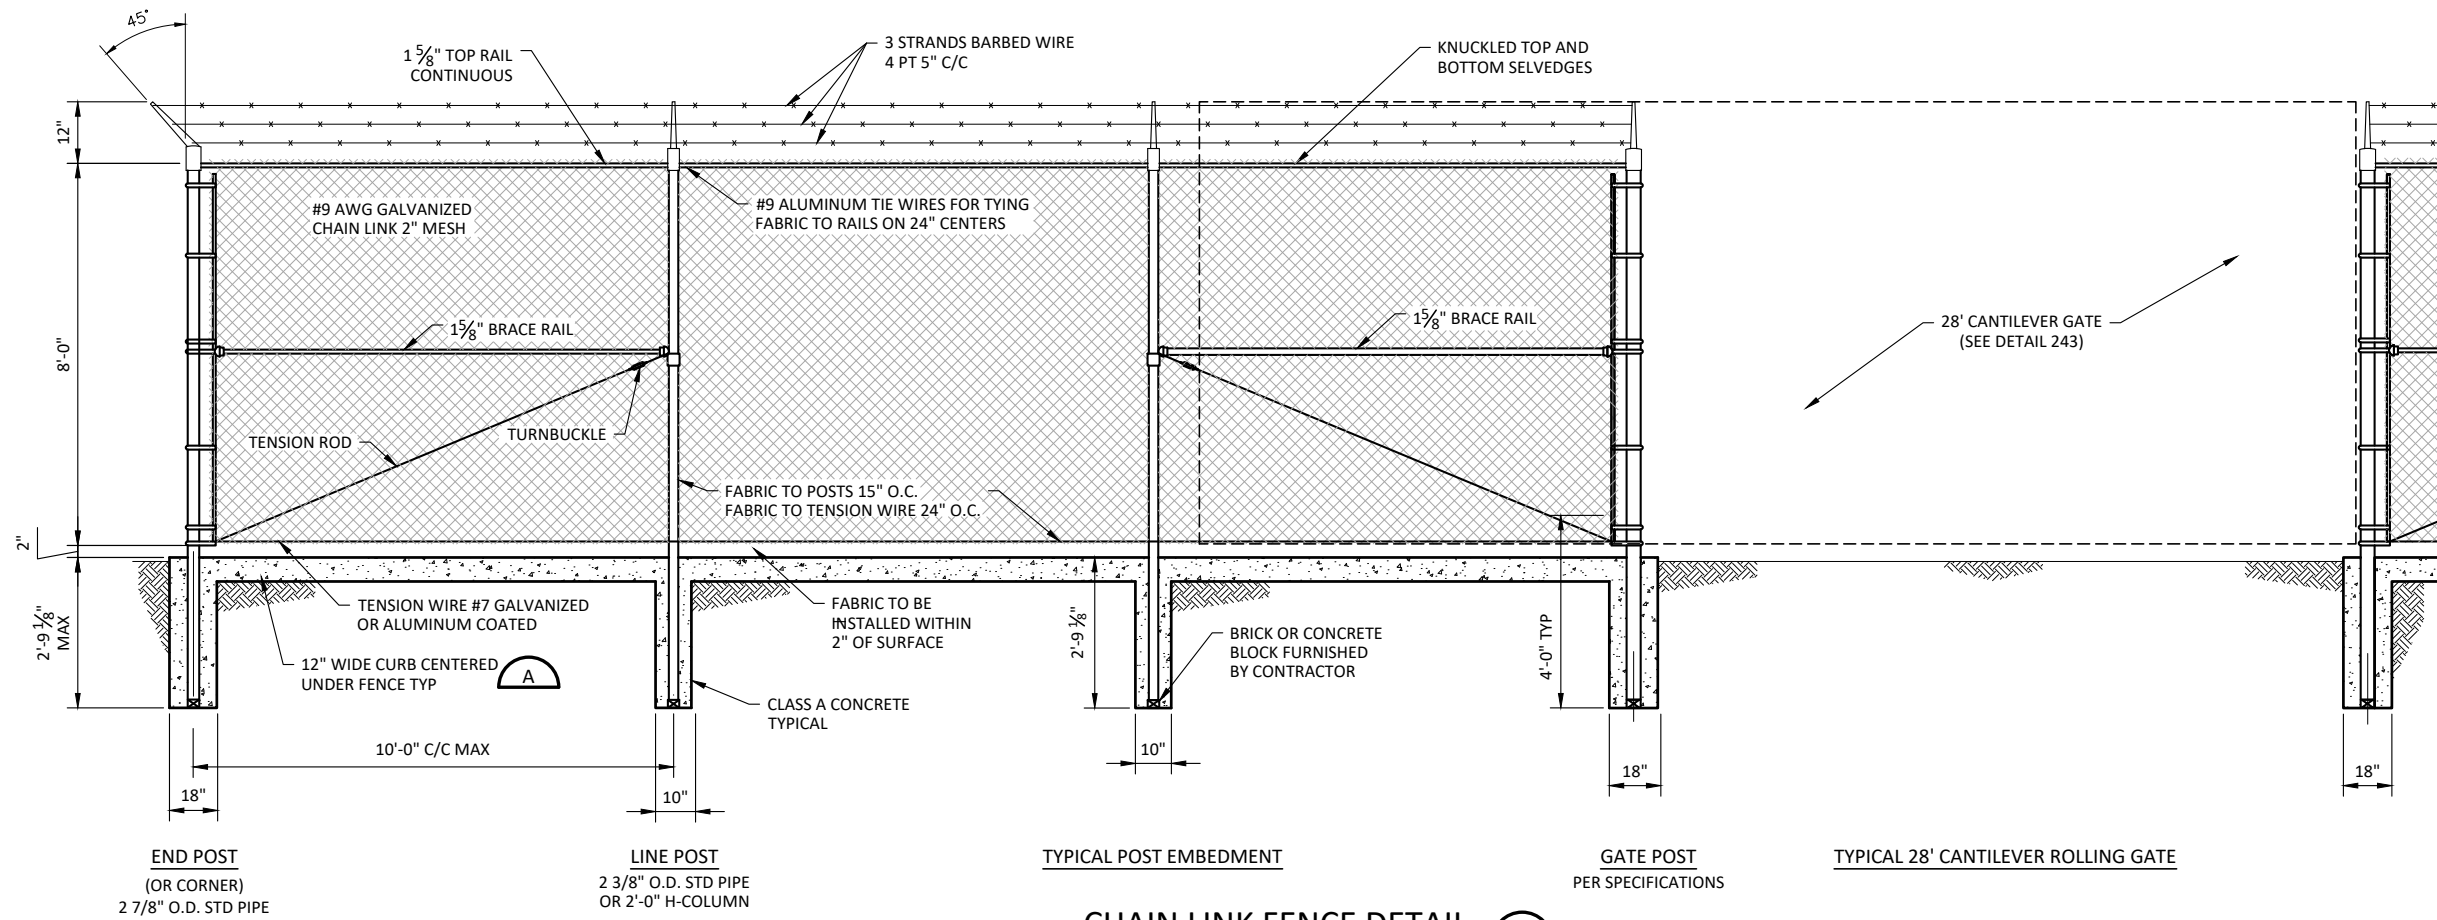 45°
1 5/8" TOP RAIL
CONTINUOUS
3 STRANDS BARBED WIRE
4 PT 5" C/C
KNUCKLED TOP AND
BOTTOM SELVEDGES
12"
#9 AWG GALVANIZED
CHAIN LINK 2" MESH
#9 ALUMINUM TIE WIRES FOR TYING
FABRIC TO RAILS ON 24" CENTERS
8'-0"
1 5/8" BRACE RAIL
1 5/8" BRACE RAIL
28' CANTILEVER GATE
(SEE DETAIL 243)
TENSION ROD
TURNBUCKLE
FABRIC TO POSTS 15" O.C.
FABRIC TO TENSION WIRE 24" O.C.
2"
2'-9 1/8"
MAX
TENSION WIRE #7 GALVANIZED
OR ALUMINUM COATED
12" WIDE CURB CENTERED
UNDER FENCE TYP
A
FABRIC TO BE
INSTALLED WITHIN
2" OF SURFACE
2'-9 1/8"
BRICK OR CONCRETE
BLOCK FURNISHED
BY CONTRACTOR
4'-0" TYP
CLASS A CONCRETE
TYPICAL
10'-0" C/C MAX
10"
18"
10"
18"
18"
END POST
(OR CORNER)
2 7/8" O.D. STD PIPE
LINE POST
2 3/8" O.D. STD PIPE
OR 2'-0" H-COLUMN
TYPICAL POST EMBEDMENT
GATE POST
PER SPECIFICATIONS
TYPICAL 28' CANTILEVER ROLLING GATE
CHAIN LINK FENCE DETAIL